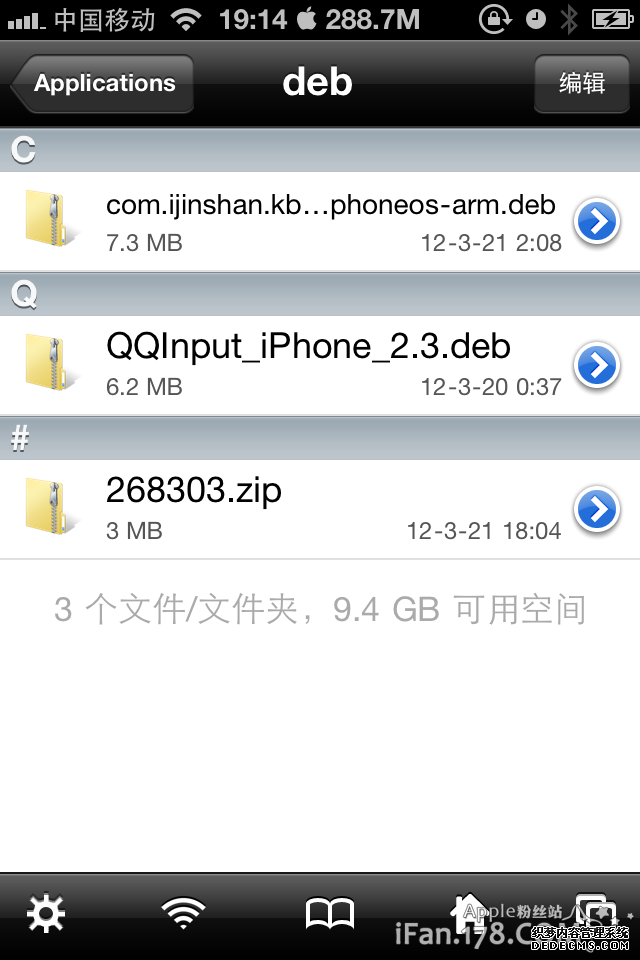 中国移动 19:14 288.7M
Applications deb 编辑
C
com.ijinshan.kb...phoneos-arm.deb
7.3 MB 12-3-21 2:08
Q
QQInput_iPhone_2.3.deb
6.2 MB 12-3-20 0:37
#
268303.zip
3 MB 12-3-21 18:04
3 个文件/文件夹，9.4 GB 可用空间
Apple粉丝站
iFan.178.C
织梦内容管理系统
DEDECMS.COM